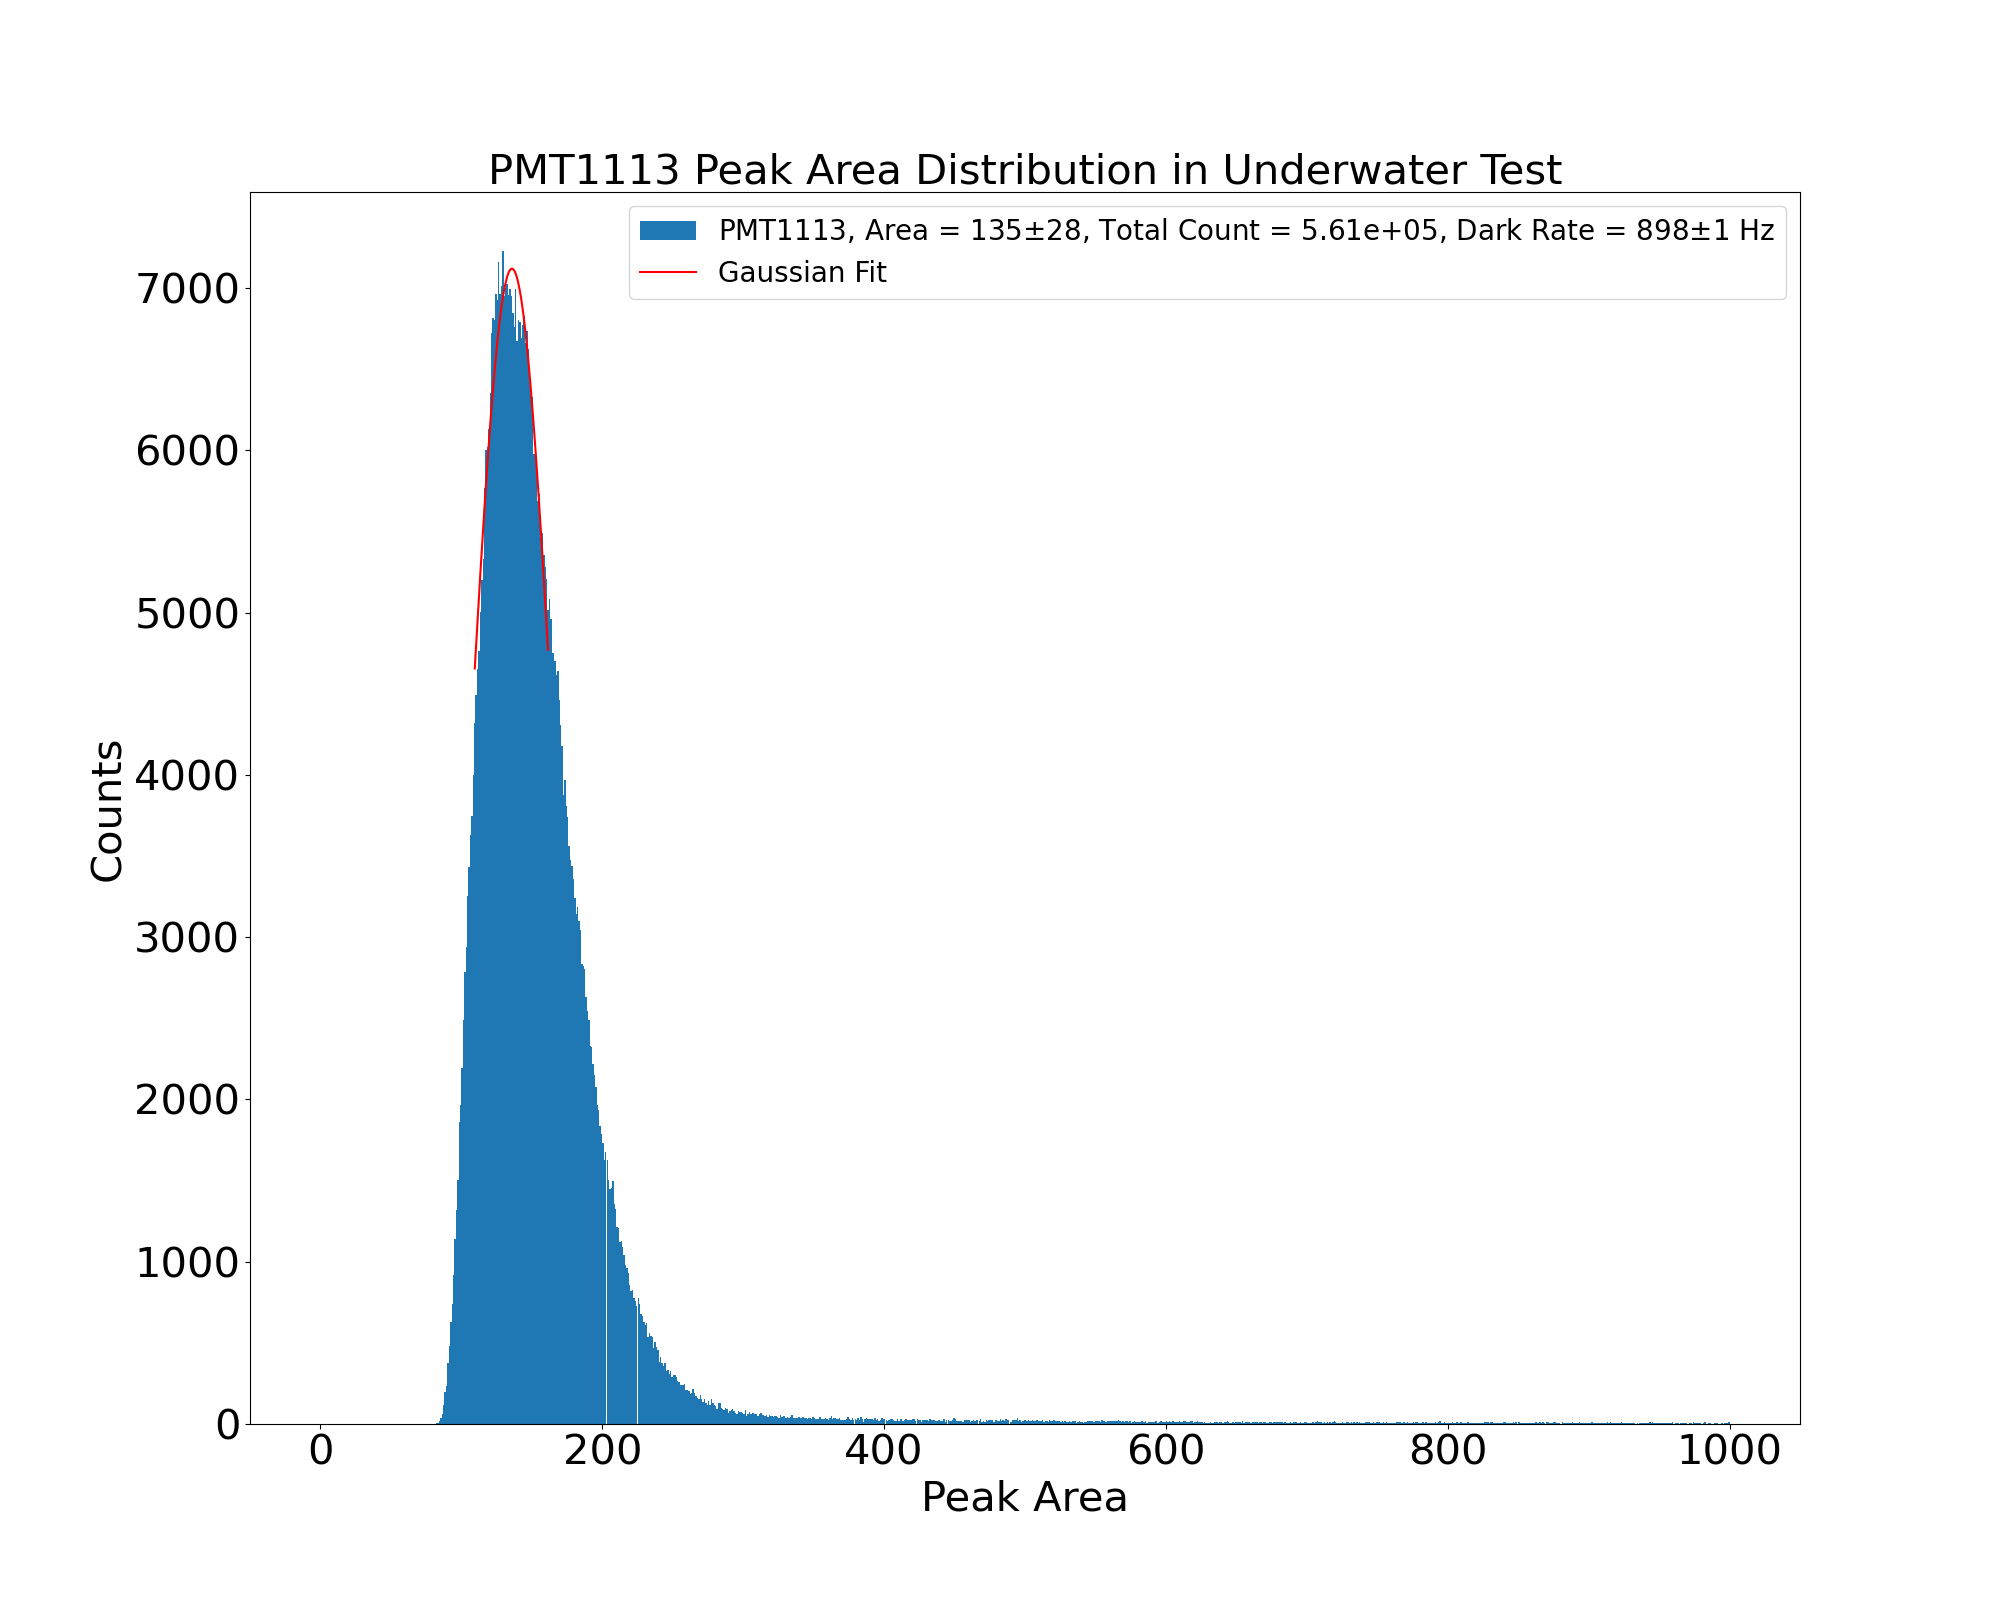 PMT1113 Peak Area Distribution in Underwater Test
PMT1113, Area = 135±28, Total Count = 5.61e+05, Dark Rate = 898±1 Hz
Gaussian Fit
7000
6000
5000
4000
3000
2000
1000
0
Counts
0 200 400 600 800 1000
Peak Area